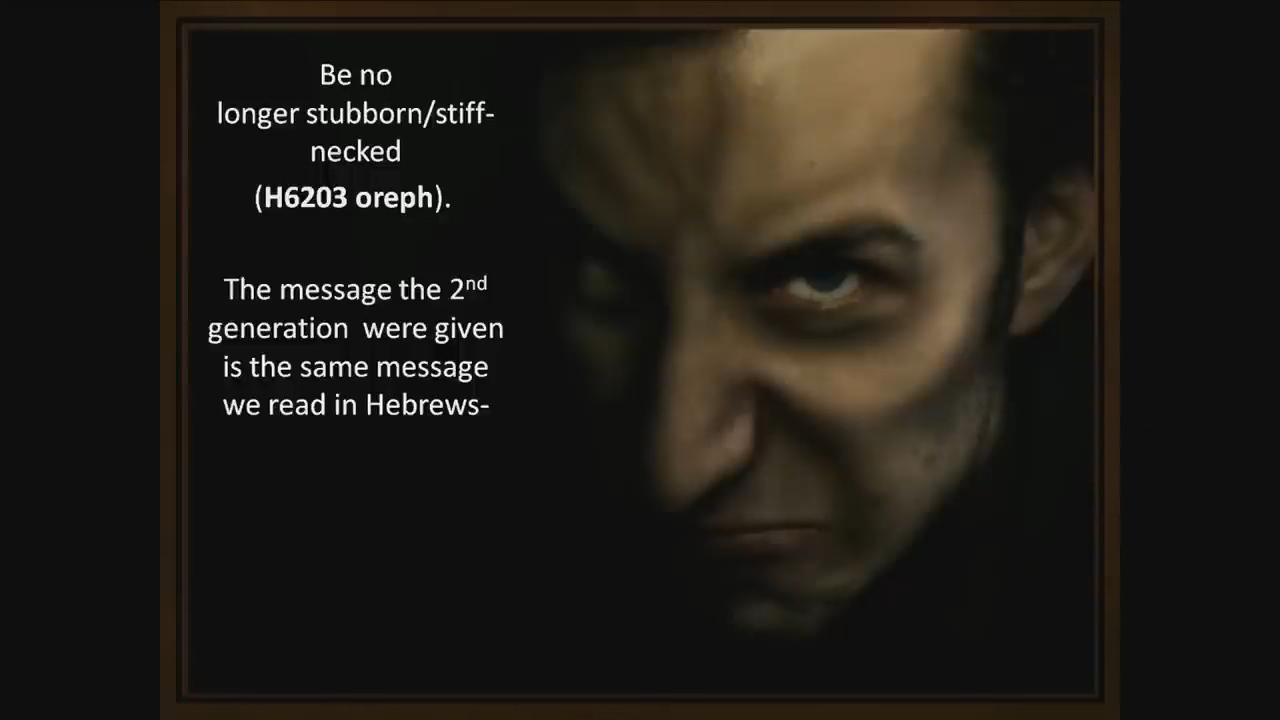 Be no
longer stubborn/stiff-
necked
(H6203 oreph).
The message the 2nd
generation  were given
is the same message
we read in Hebrews-